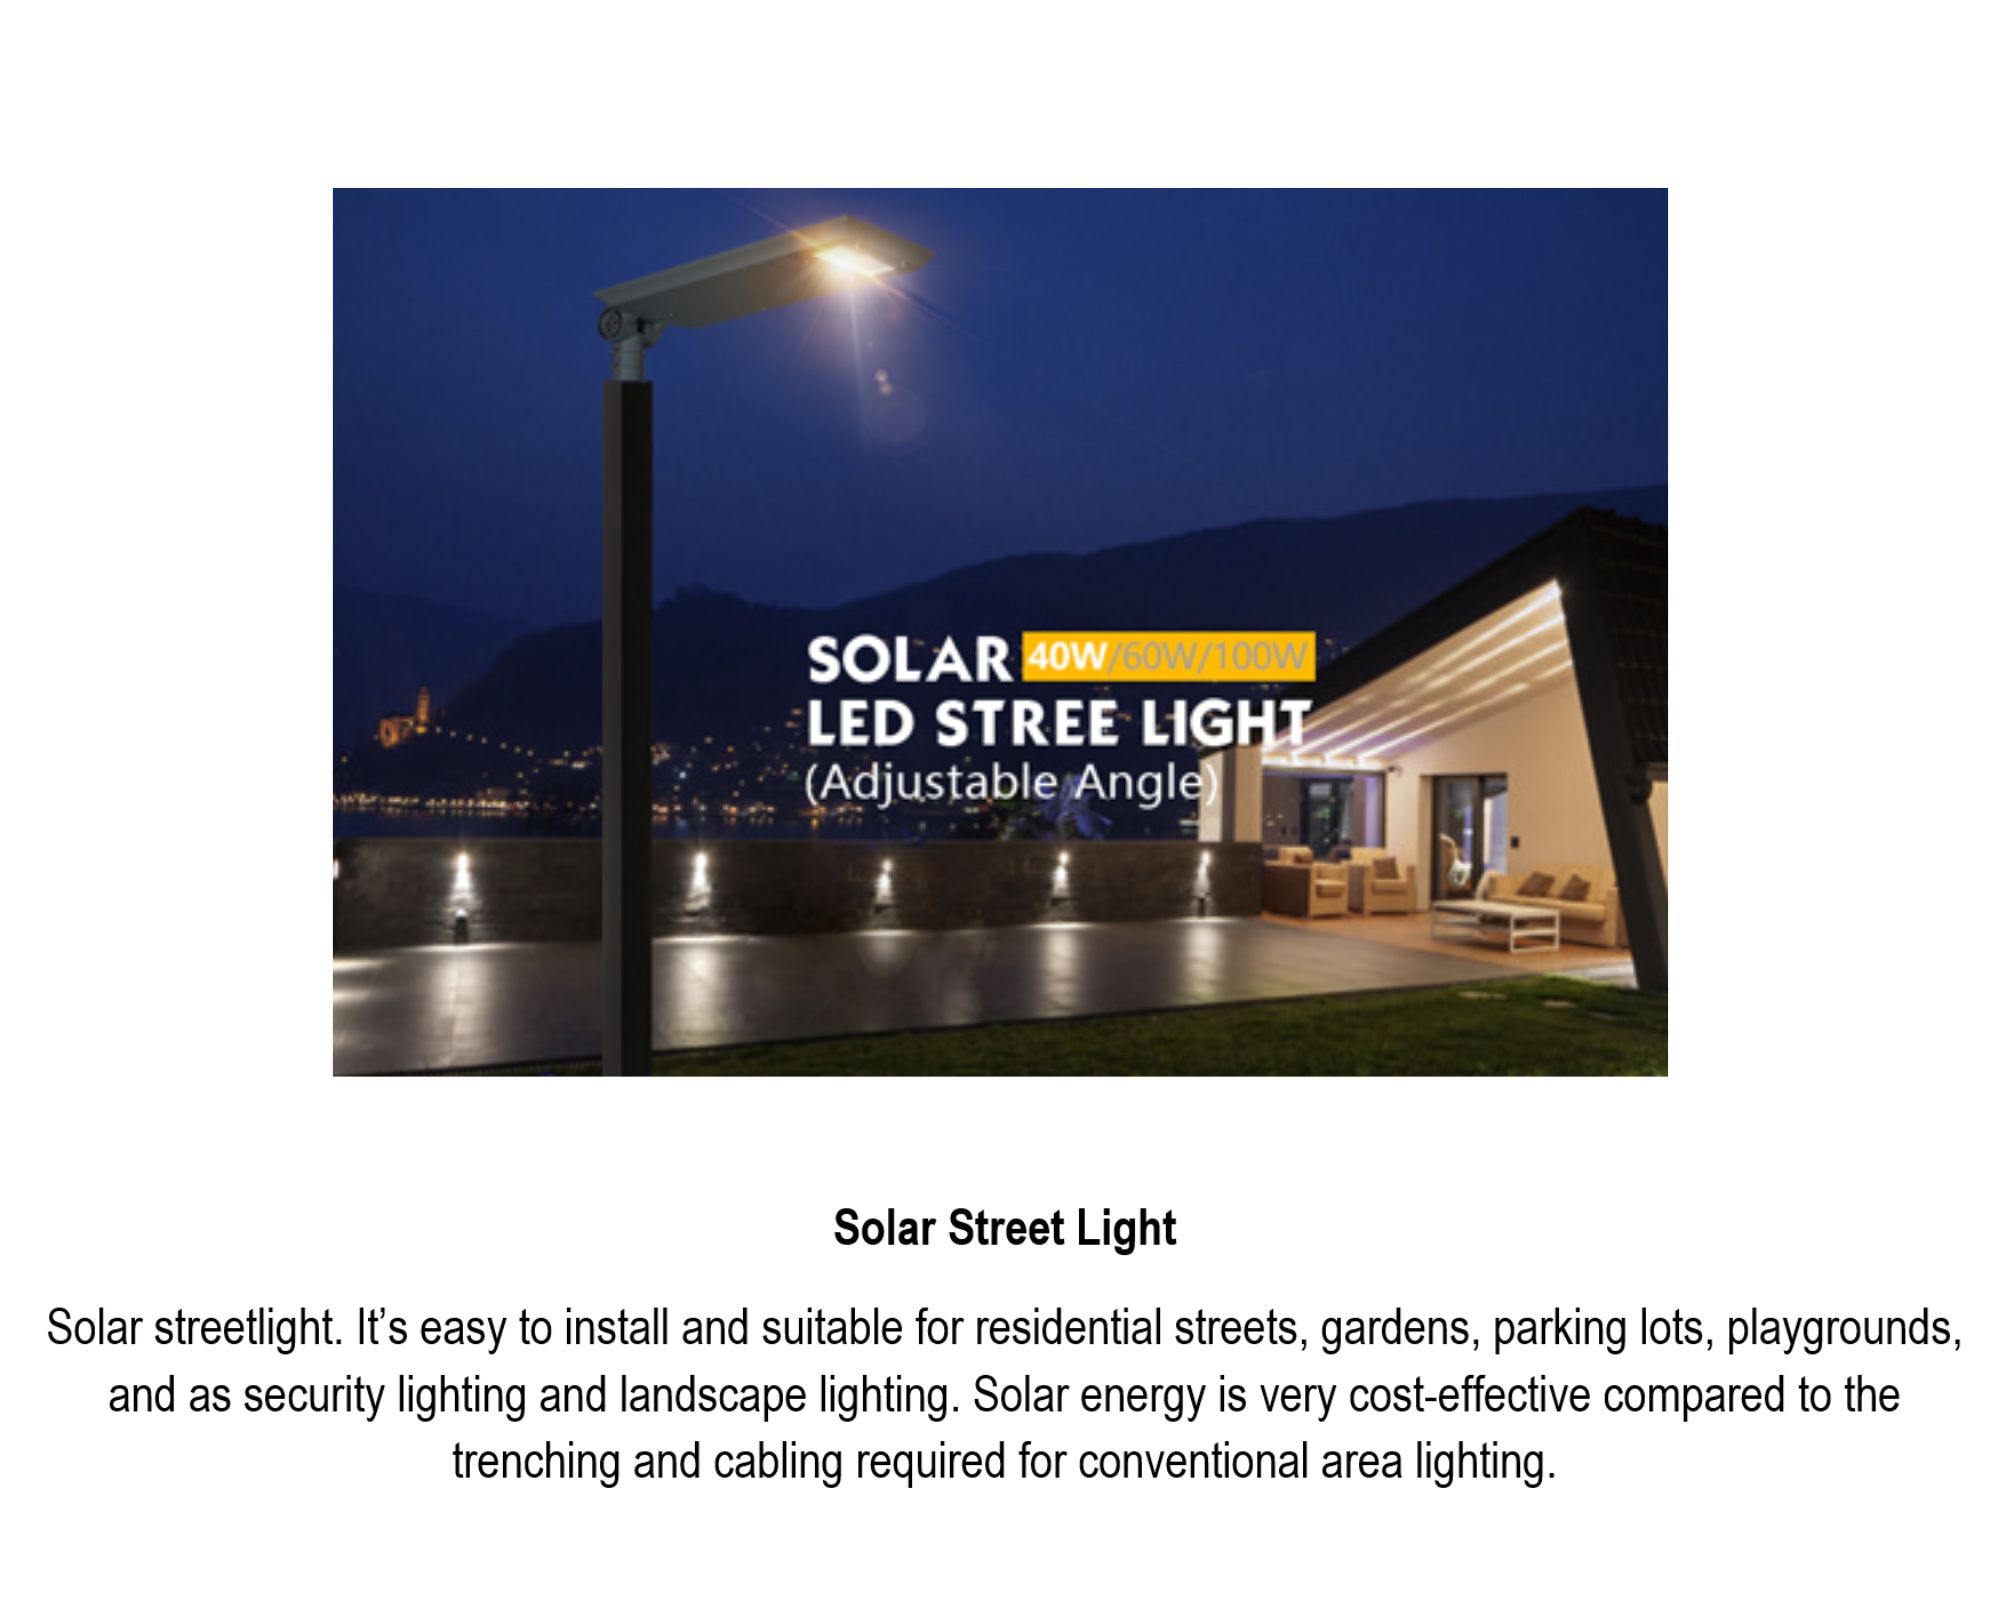 SOLAR 40W/60W/100W
LED STREE LIGHT
(Adjustable Angle)
Solar Street Light
Solar streetlight. It’s easy to install and suitable for residential streets, gardens, parking lots, playgrounds,
and as security lighting and landscape lighting. Solar energy is very cost-effective compared to the
trenching and cabling required for conventional area lighting.